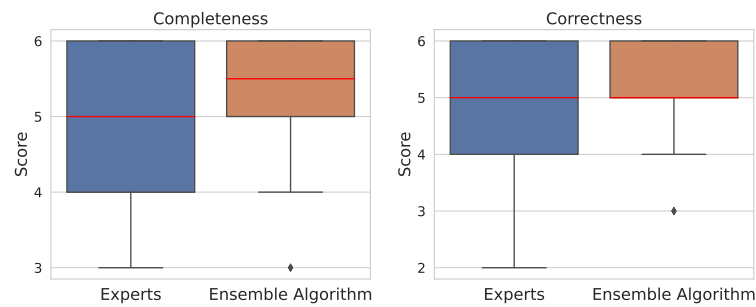 Completeness
Score
6
5
4
3
Experts
Ensemble Algorithm
Correctness
Score
6
5
4
3
2
Experts
Ensemble Algorithm